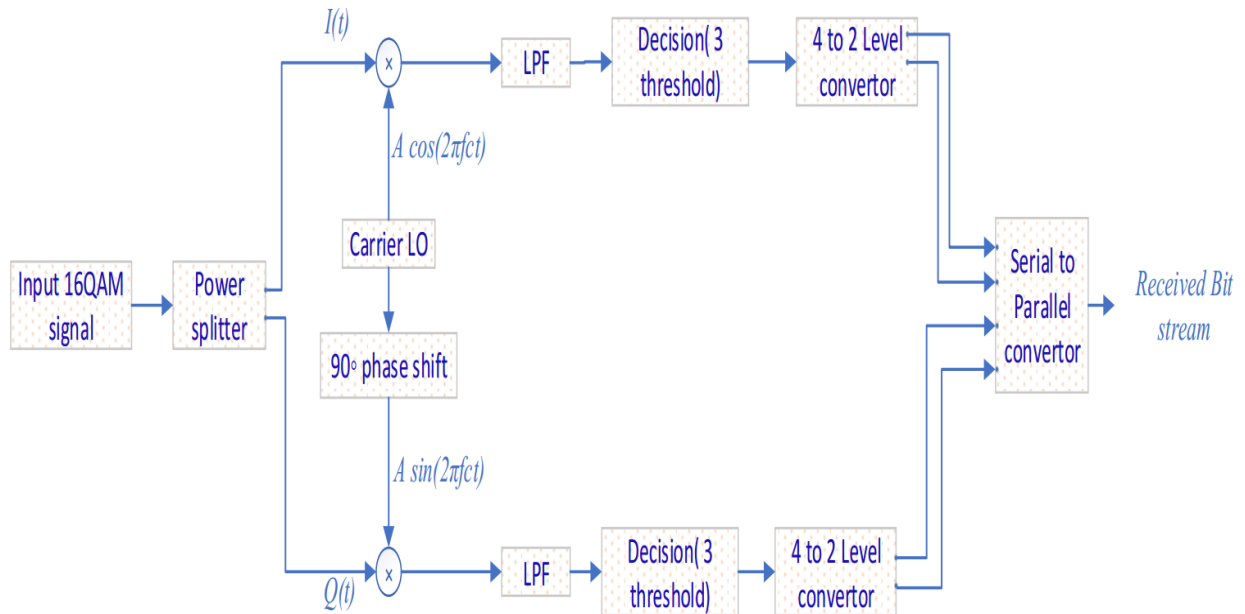 I(t)
LPF
Decision( 3
threshold)
4 to 2 Level
convertor
A cos(2πfct)
Carrier LO
Input 16QAM
signal
Power
splitter
90° phase shift
Serial to
Parallel
convertor
Received Bit
stream
A sin(2πfct)
Q(t)
LPF
Decision( 3
threshold)
4 to 2 Level
convertor